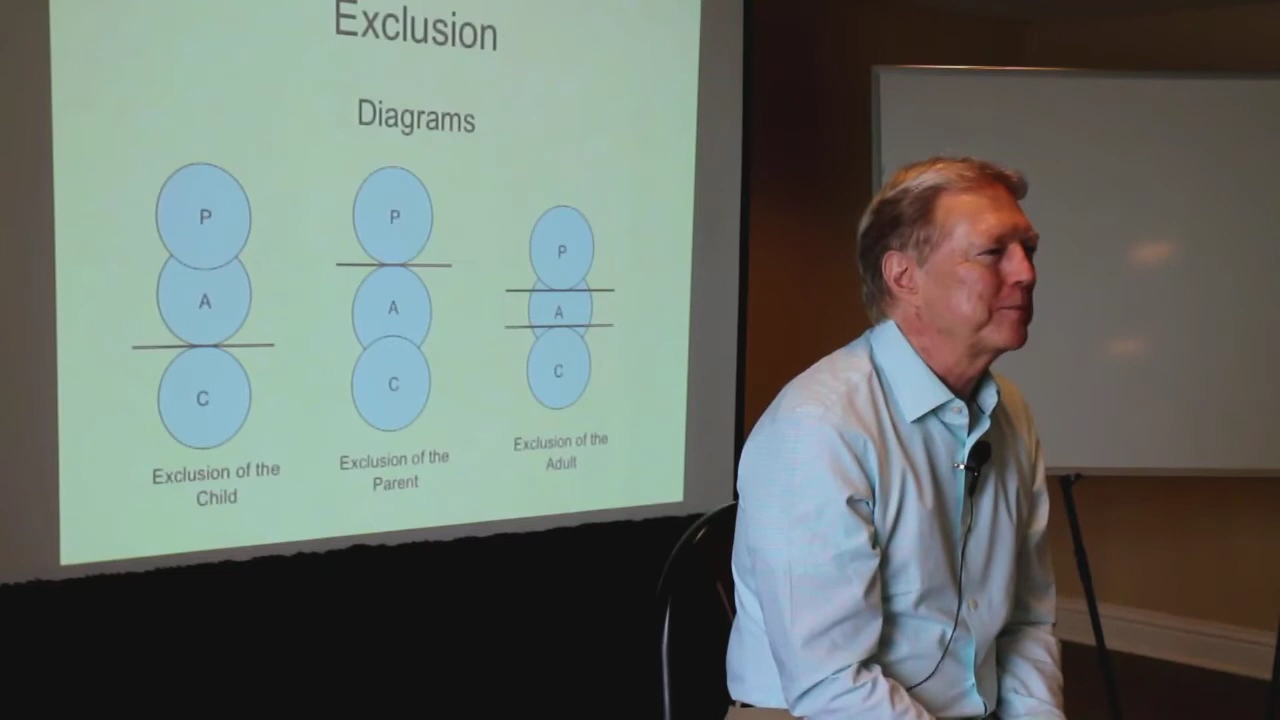 Exclusion
Diagrams
P
A
C
Exclusion of the
Child
P
A
C
Exclusion of the
Parent
P
A
C
Exclusion of the
Adult